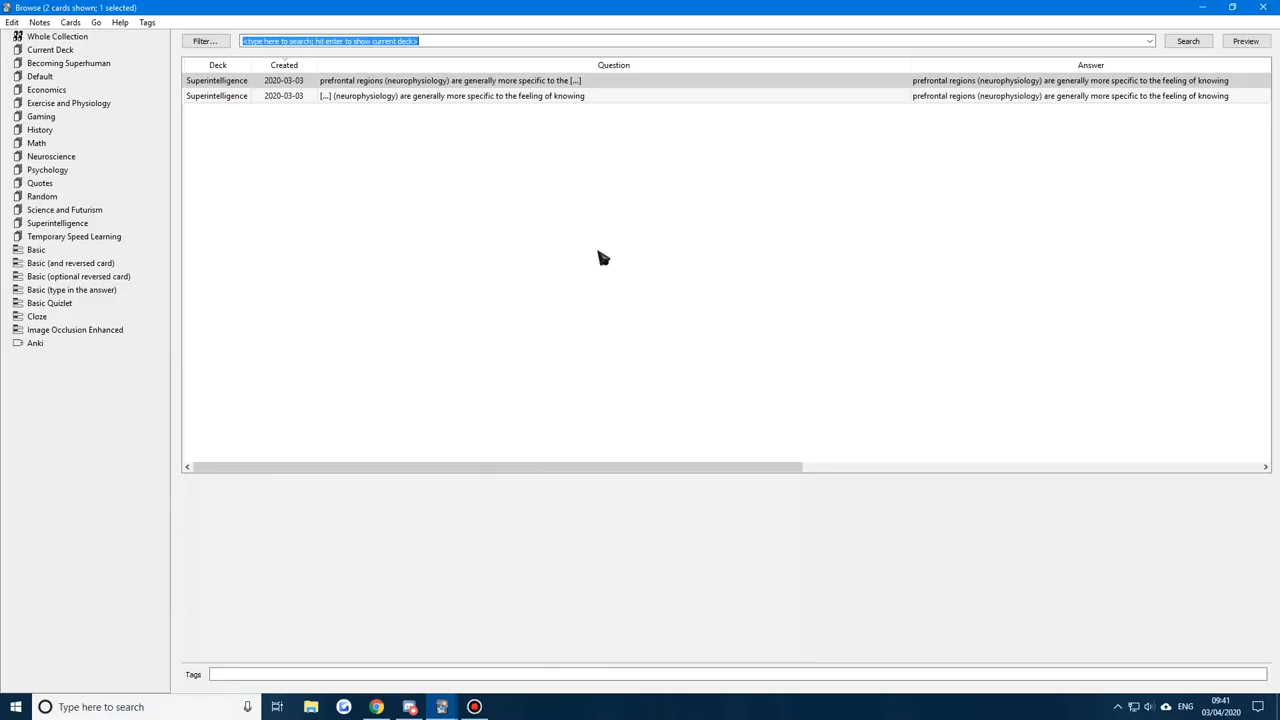 Browse (2 cards shown; 1 selected)
Edit Notes Cards Go Help Tags
Whole Collection
Current Deck
Becoming Superhuman
Default
Economics
Exercise and Physiology
Gaming
History
Math
Neuroscience
Psychology
Quotes
Random
Science and Futurism
Superintelligence
Temporary Speed Learning
Basic
Basic (and reversed card)
Basic (optional reversed card)
Basic (type in the answer)
Basic Quizlet
Cloze
Image Occlusion Enhanced
Anki
Filter... <type here to search; hit enter to show current deck> Search Preview
Deck Created Question Answer
Superintelligence 2020-03-03 prefrontal regions (neurophysiology) are generally more specific to the [...] prefrontal regions (neurophysiology) are generally more specific to the feeling of knowing
Superintelligence 2020-03-03 [...] (neurophysiology) are generally more specific to the feeling of knowing prefrontal regions (neurophysiology) are generally more specific to the feeling of knowing
Tags
Type here to search
ENG
09:41
03/04/2020